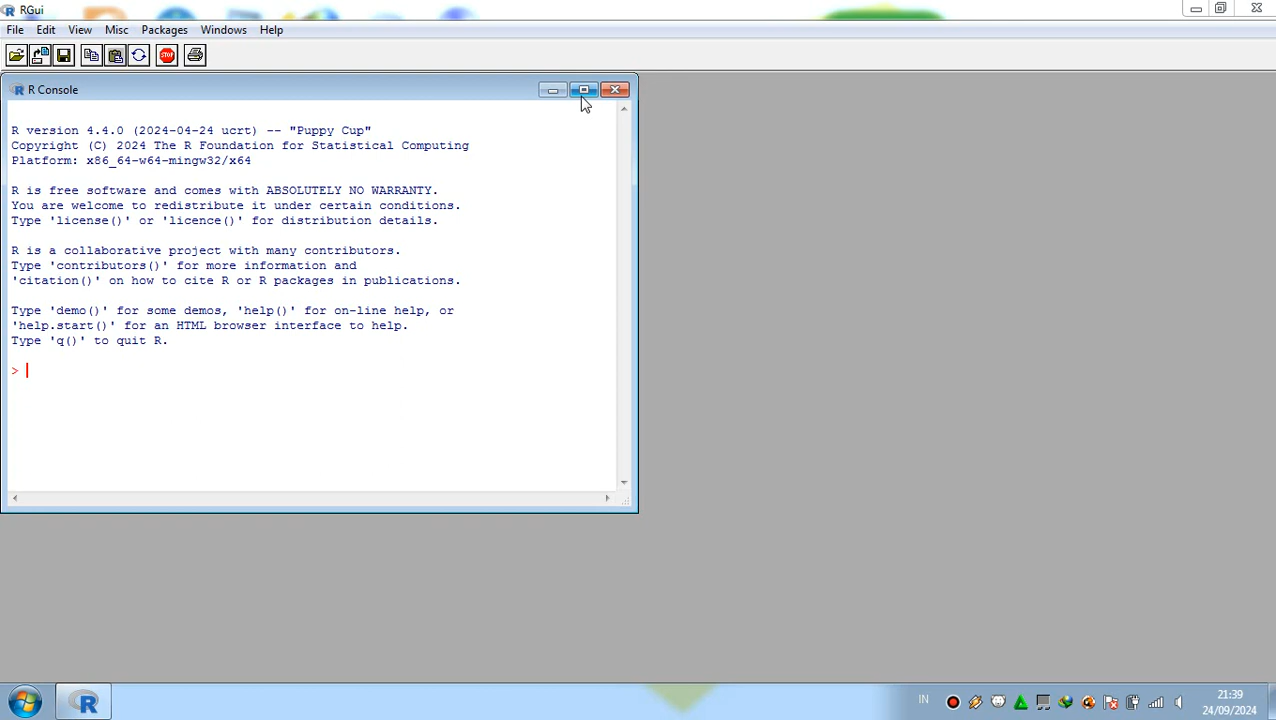 RGui
File Edit View Misc Packages Windows Help
STOP
R Console
R version 4.4.0 (2024-04-24 ucrt) -- "Puppy Cup"
Copyright (C) 2024 The R Foundation for Statistical Computing
Platform: x86_64-w64-mingw32/x64
R is free software and comes with ABSOLUTELY NO WARRANTY.
You are welcome to redistribute it under certain conditions.
Type 'license()' or 'licence()' for distribution details.
R is a collaborative project with many contributors.
Type 'contributors()' for more information and
'citation()' on how to cite R or R packages in publications.
Type 'demo()' for some demos, 'help()' for on-line help, or
'help.start()' for an HTML browser interface to help.
Type 'q()' to quit R.
>
R
IN
21:39
24/09/2024